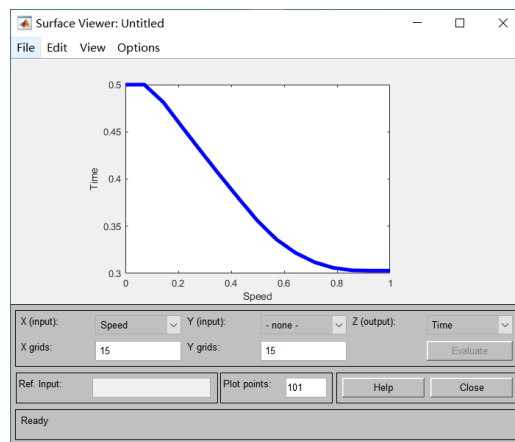 Surface Viewer: Untitled
File Edit View Options
0.5
0.45
0.4
0.35
0.3
Time
0 0.2 0.4 0.6 0.8 1
Speed
X (input): Speed Y (input): - none - Z (output): Time
X grids: 15 Y grids: 15 Evaluate
Ref. Input: Plot points: 101 Help Close
Ready